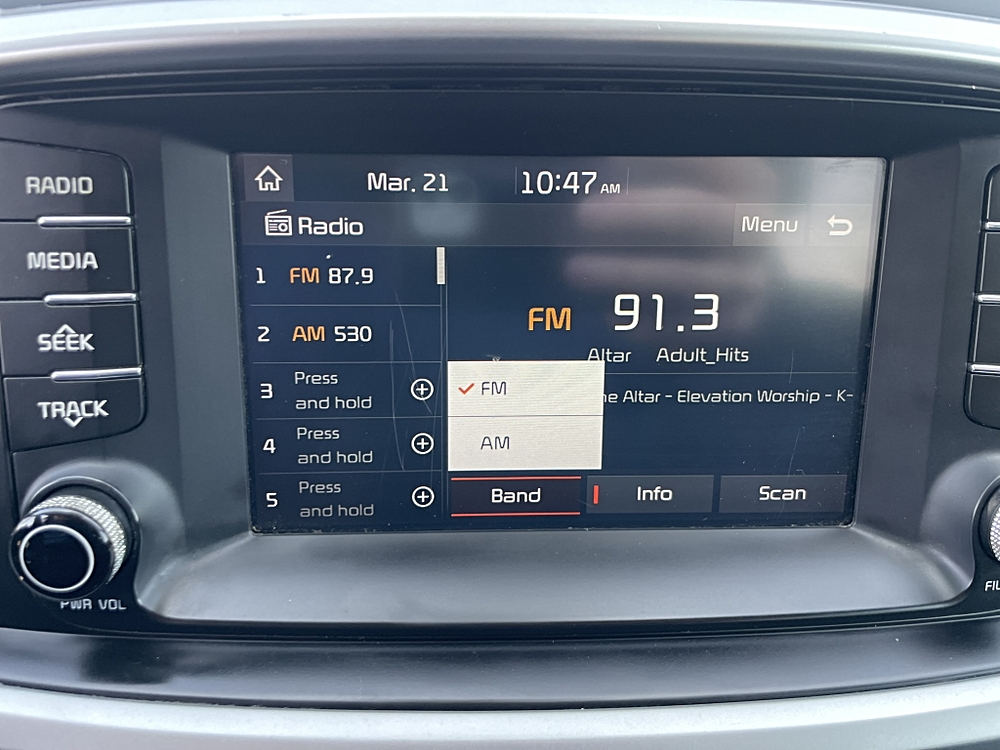 RADIO
MEDIA
SEEK
TRACK
PWR VOL
Mar. 21 10:47 AM
Radio Menu
1 FM 87.9
2 AM 530
3 Press and hold
4 Press and hold
5 Press and hold
FM 91.3
Altar Adult_Hits
Altar - Elevation Worship - K-
FM
AM
Band Info Scan